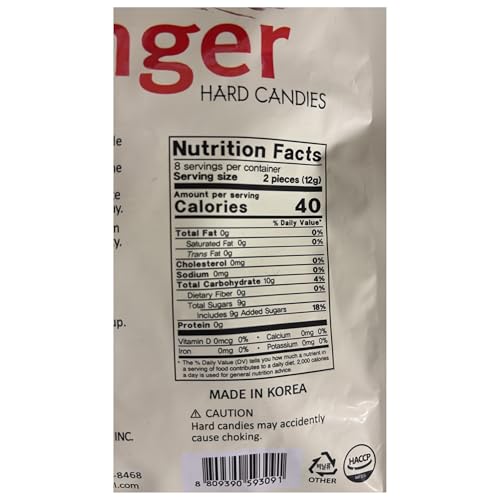 nger
HARD CANDIES
Nutrition Facts
8 servings per container
Serving size 2 pieces (12g)
Amount per serving
Calories 40
% Daily Value*
Total Fat 0g 0%
Saturated Fat 0g 0%
Trans Fat 0g
Cholesterol 0mg 0%
Sodium 0mg 0%
Total Carbohydrate 10g 4%
Dietary Fiber 0g 0%
Total Sugars 9g
Includes 9g Added Sugars 18%
Protein 0g
Vitamin D 0mcg 0% • Calcium 0mg 0%
Iron 0mg 0% • Potassium 0mg 0%
* The % Daily Value (DV) tells you how much a nutrient in
a serving of food contributes to a daily diet. 2,000 calories
a day is used for general nutrition advice.
MADE IN KOREA
⚠ CAUTION
Hard candies may accidently
cause choking.
up.
INC.
-8468
l.com
8 809390 593091
비닐류
OTHER
HACCP